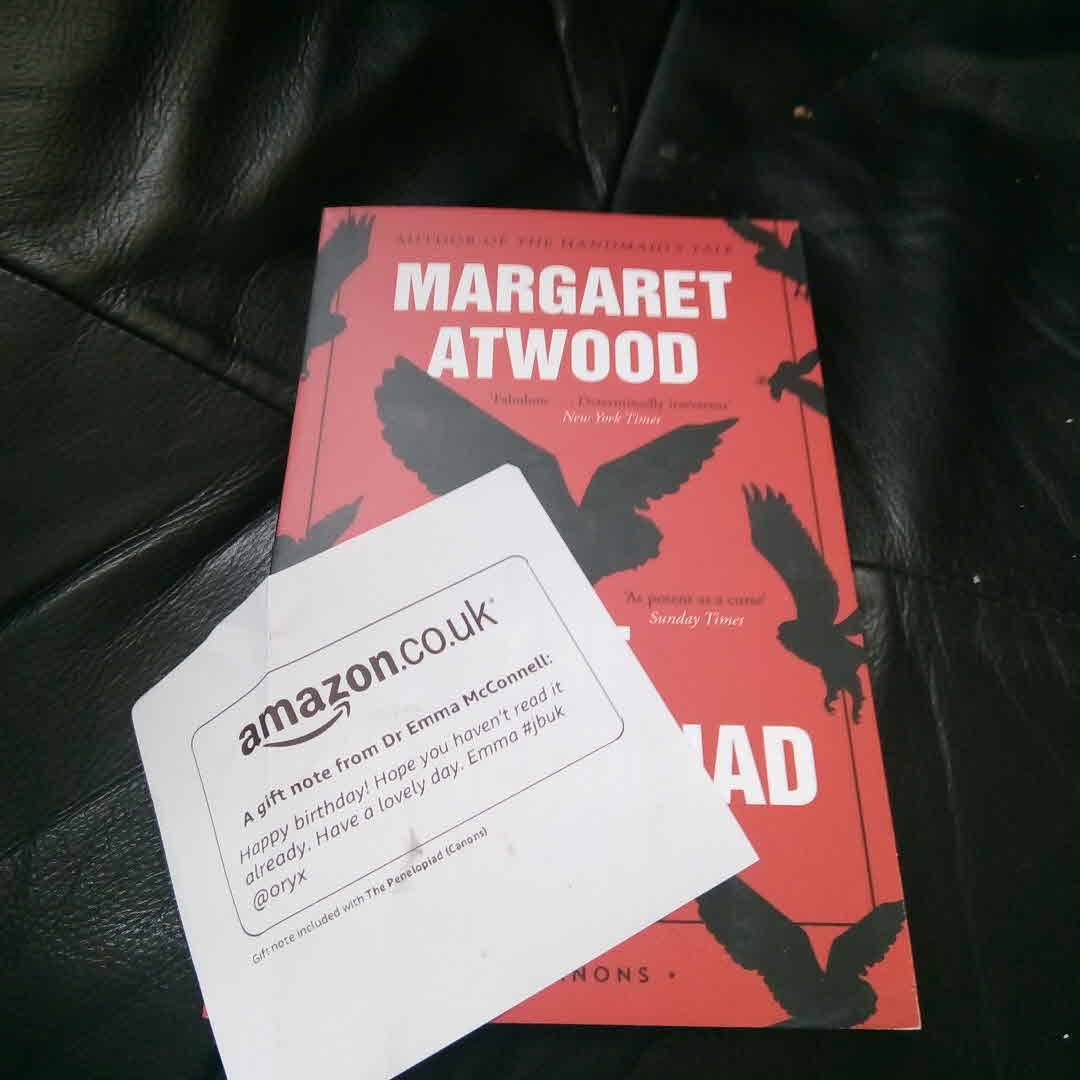 AUTHOR OF THE HANDMAID'S TALE
MARGARET
ATWOOD
'Fabulous . . . Determinedly irreverent'
New York Times
'As potent as a curse'
Sunday Times
IAD
NONS •
amazon.co.uk
A gift note from Dr Emma McConnell:
Happy birthday! Hope you haven't read it
already. Have a lovely day. Emma #jbuk
@oryx
Gift note included with The Penelopiad (Canons)